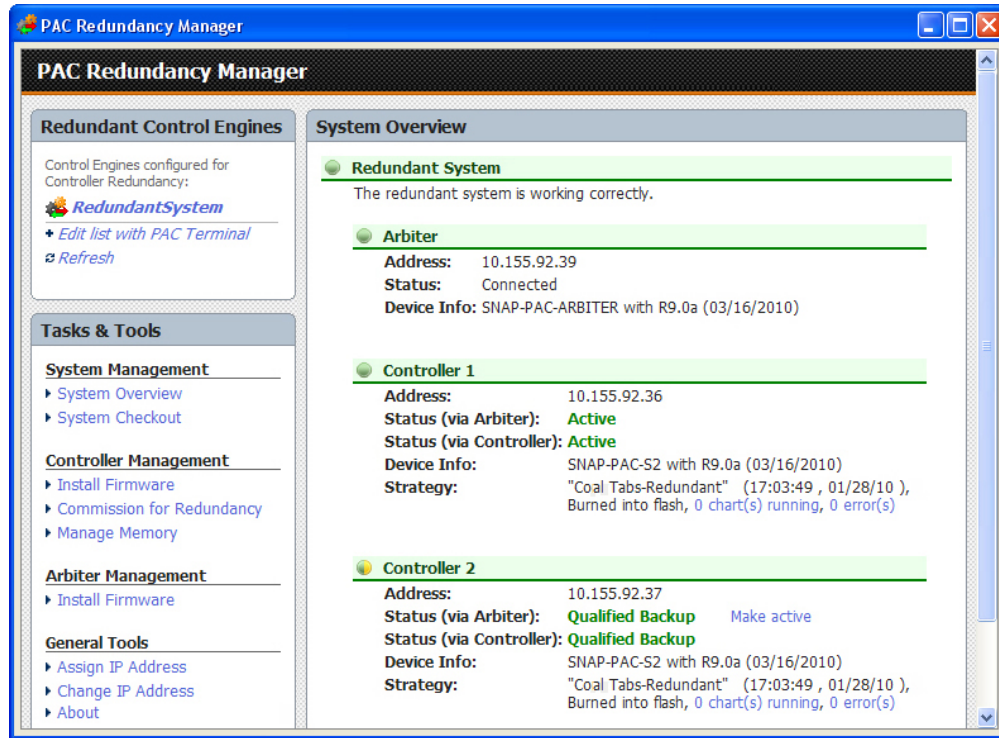 PAC Redundancy Manager
PAC Redundancy Manager
Redundant Control Engines
Control Engines configured for
Controller Redundancy:
RedundantSystem
Edit list with PAC Terminal
Refresh
Tasks & Tools
System Management
System Overview
System Checkout
Controller Management
Install Firmware
Commission for Redundancy
Manage Memory
Arbiter Management
Install Firmware
General Tools
Assign IP Address
Change IP Address
About
System Overview
Redundant System
The redundant system is working correctly.
Arbiter
Address: 10.155.92.39
Status: Connected
Device Info: SNAP-PAC-ARBITER with R9.0a (03/16/2010)
Controller 1
Address: 10.155.92.36
Status (via Arbiter): Active
Status (via Controller): Active
Device Info: SNAP-PAC-S2 with R9.0a (03/16/2010)
Strategy: "Coal Tabs-Redundant" (17:03:49 , 01/28/10 ),
Burned into flash, 0 chart(s) running, 0 error(s)
Controller 2
Address: 10.155.92.37
Status (via Arbiter): Qualified Backup Make active
Status (via Controller): Qualified Backup
Device Info: SNAP-PAC-S2 with R9.0a (03/16/2010)
Strategy: "Coal Tabs-Redundant" (17:03:49 , 01/28/10 ),
Burned into flash, 0 chart(s) running, 0 error(s)